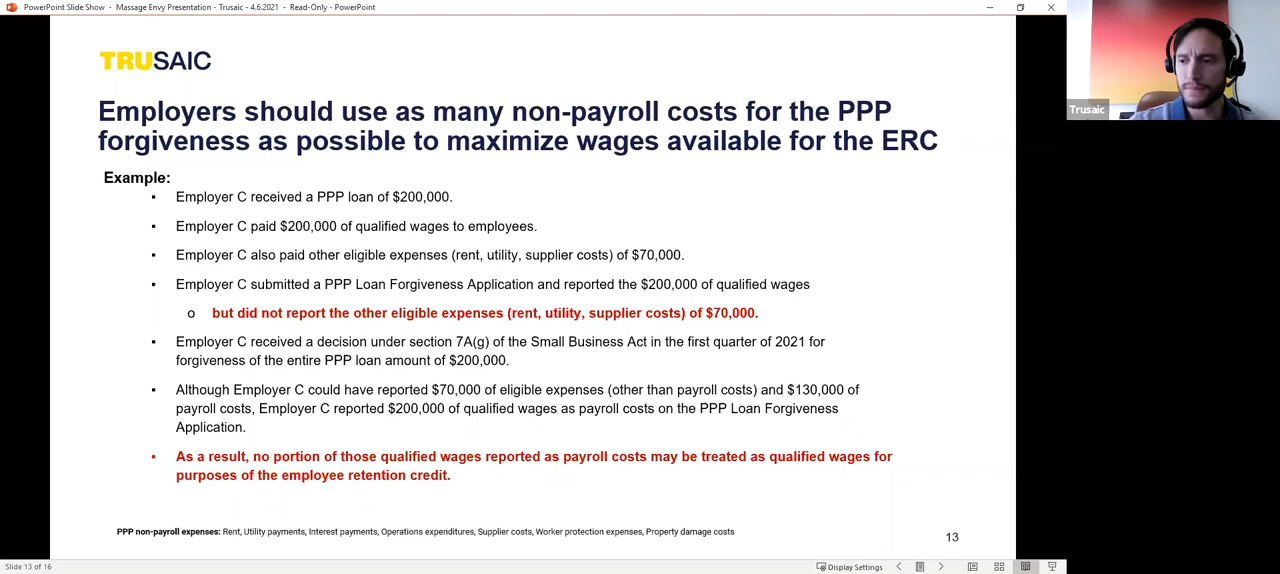 PowerPoint Slide Show - Massage Envy Presentation - Trusaic - 4.6.2021 - Read-Only - PowerPoint
TRUSAIC
Trusaic
Employers should use as many non-payroll costs for the PPP
forgiveness as possible to maximize wages available for the ERC
Example:
▪ Employer C received a PPP loan of $200,000.
▪ Employer C paid $200,000 of qualified wages to employees.
▪ Employer C also paid other eligible expenses (rent, utility, supplier costs) of $70,000.
▪ Employer C submitted a PPP Loan Forgiveness Application and reported the $200,000 of qualified wages
o but did not report the other eligible expenses (rent, utility, supplier costs) of $70,000.
▪ Employer C received a decision under section 7A(g) of the Small Business Act in the first quarter of 2021 for
forgiveness of the entire PPP loan amount of $200,000.
▪ Although Employer C could have reported $70,000 of eligible expenses (other than payroll costs) and $130,000 of
payroll costs, Employer C reported $200,000 of qualified wages as payroll costs on the PPP Loan Forgiveness
Application.
▪ As a result, no portion of those qualified wages reported as payroll costs may be treated as qualified wages for
purposes of the employee retention credit.
PPP non-payroll expenses: Rent, Utility payments, Interest payments, Operations expenditures, Supplier costs, Worker protection expenses, Property damage costs
13
Slide 13 of 16
Display Settings